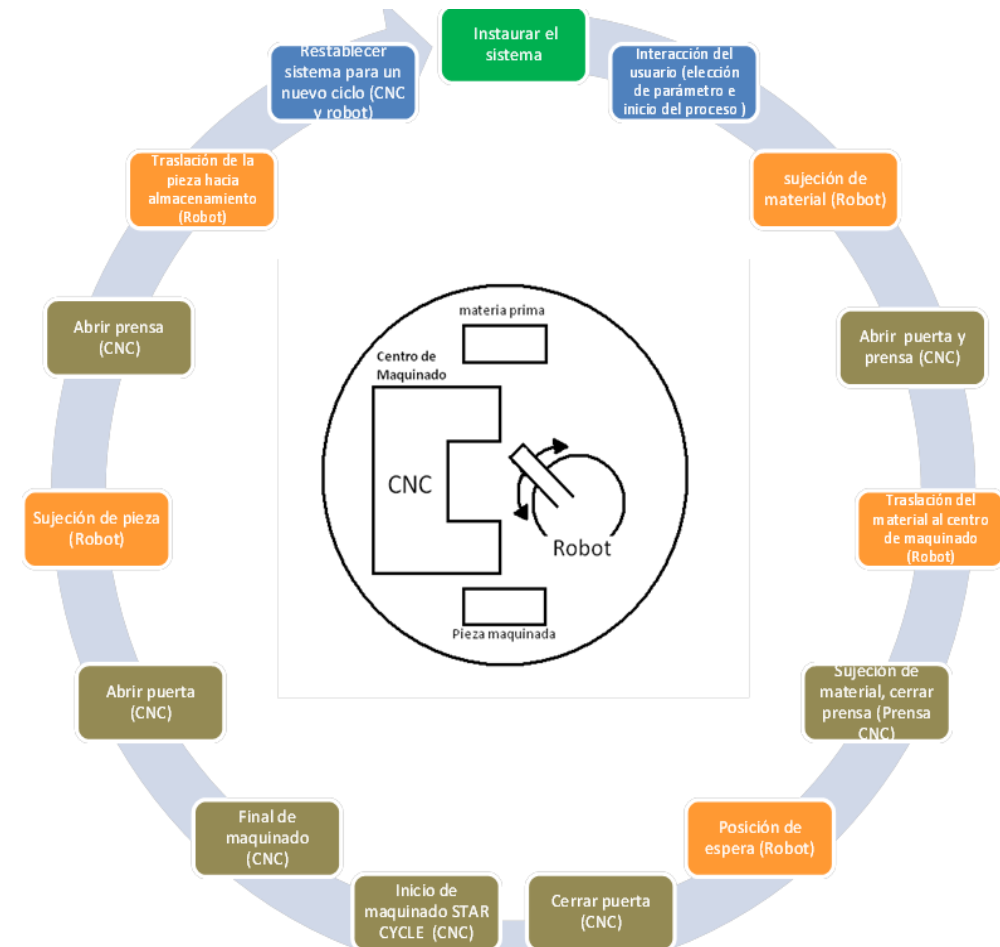 Instaurar el
sistema
Interacción del
usuario (elección
de parámetro e
inicio del proceso )
sujeción de
material (Robot)
Abrir  puerta y
prensa (CNC)
Traslación del
material al centro
de maquinado
(Robot)
Sujeción de
material, cerrar
prensa (Prensa
CNC)
Posición de
espera (Robot)
Cerrar puerta
(CNC)
Inicio de
maquinado STAR
CYCLE  (CNC)
Final de
maquinado
(CNC)
Abrir puerta
(CNC)
Sujeción de pieza
(Robot)
Abrir prensa
(CNC)
Traslación de la
pieza hacia
almacenamiento
(Robot)
Restablecer
sistema para un
nuevo ciclo (CNC
y robot)
materia prima
Centro de
Maquinado
CNC
Robot
Pieza maquinada